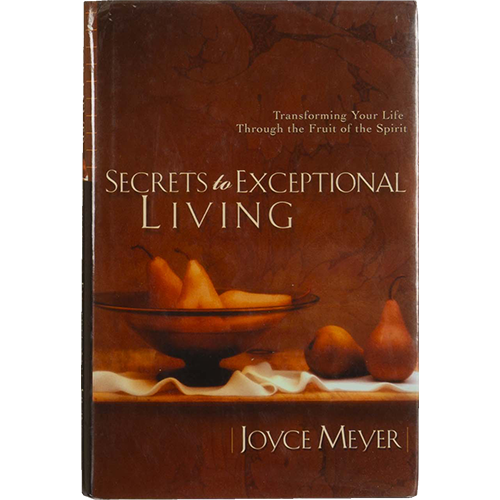 Transforming Your Life
Through the Fruit of the Spirit
SECRETS to EXCEPTIONAL
LIVING
JOYCE MEYER